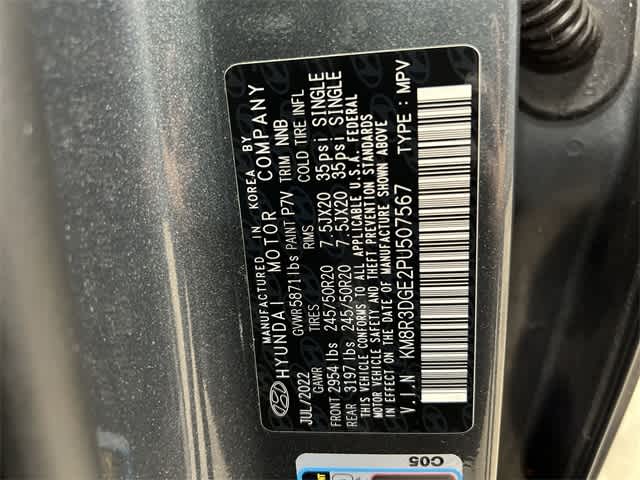 MANUFACTURED IN KOREA BY
HYUNDAI MOTOR COMPANY
JUL/2022 GVWR 5871lbs PAINT P7V TRIM NNB
GAWR TIRES RIMS COLD TIRE INFL
FRONT 2954 lbs 245/50R20 7.5JX20 35psi SINGLE
REAR 3197 lbs 245/50R20 7.5JX20 35psi SINGLE
THIS VEHICLE CONFORMS TO ALL APPLICABLE U.S.A. FEDERAL
MOTOR VEHICLE SAFETY AND THEFT PREVENTION STANDARDS
IN EFFECT ON THE DATE OF MANUFACTURE SHOWN ABOVE
V.I.N KM8R3DGE2PU507567 TYPE : MPV
C05